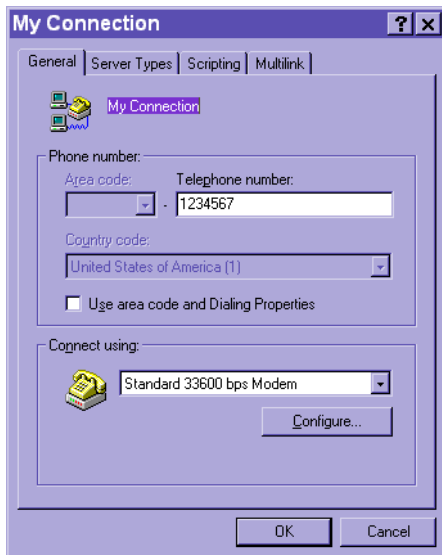 My Connection
General Server Types Scripting Multilink
My Connection
Phone number:
Area code: Telephone number:
- 1234567
Country code:
United States of America (1)
Use area code and Dialing Properties
Connect using:
Standard 33600 bps Modem
Configure...
OK Cancel